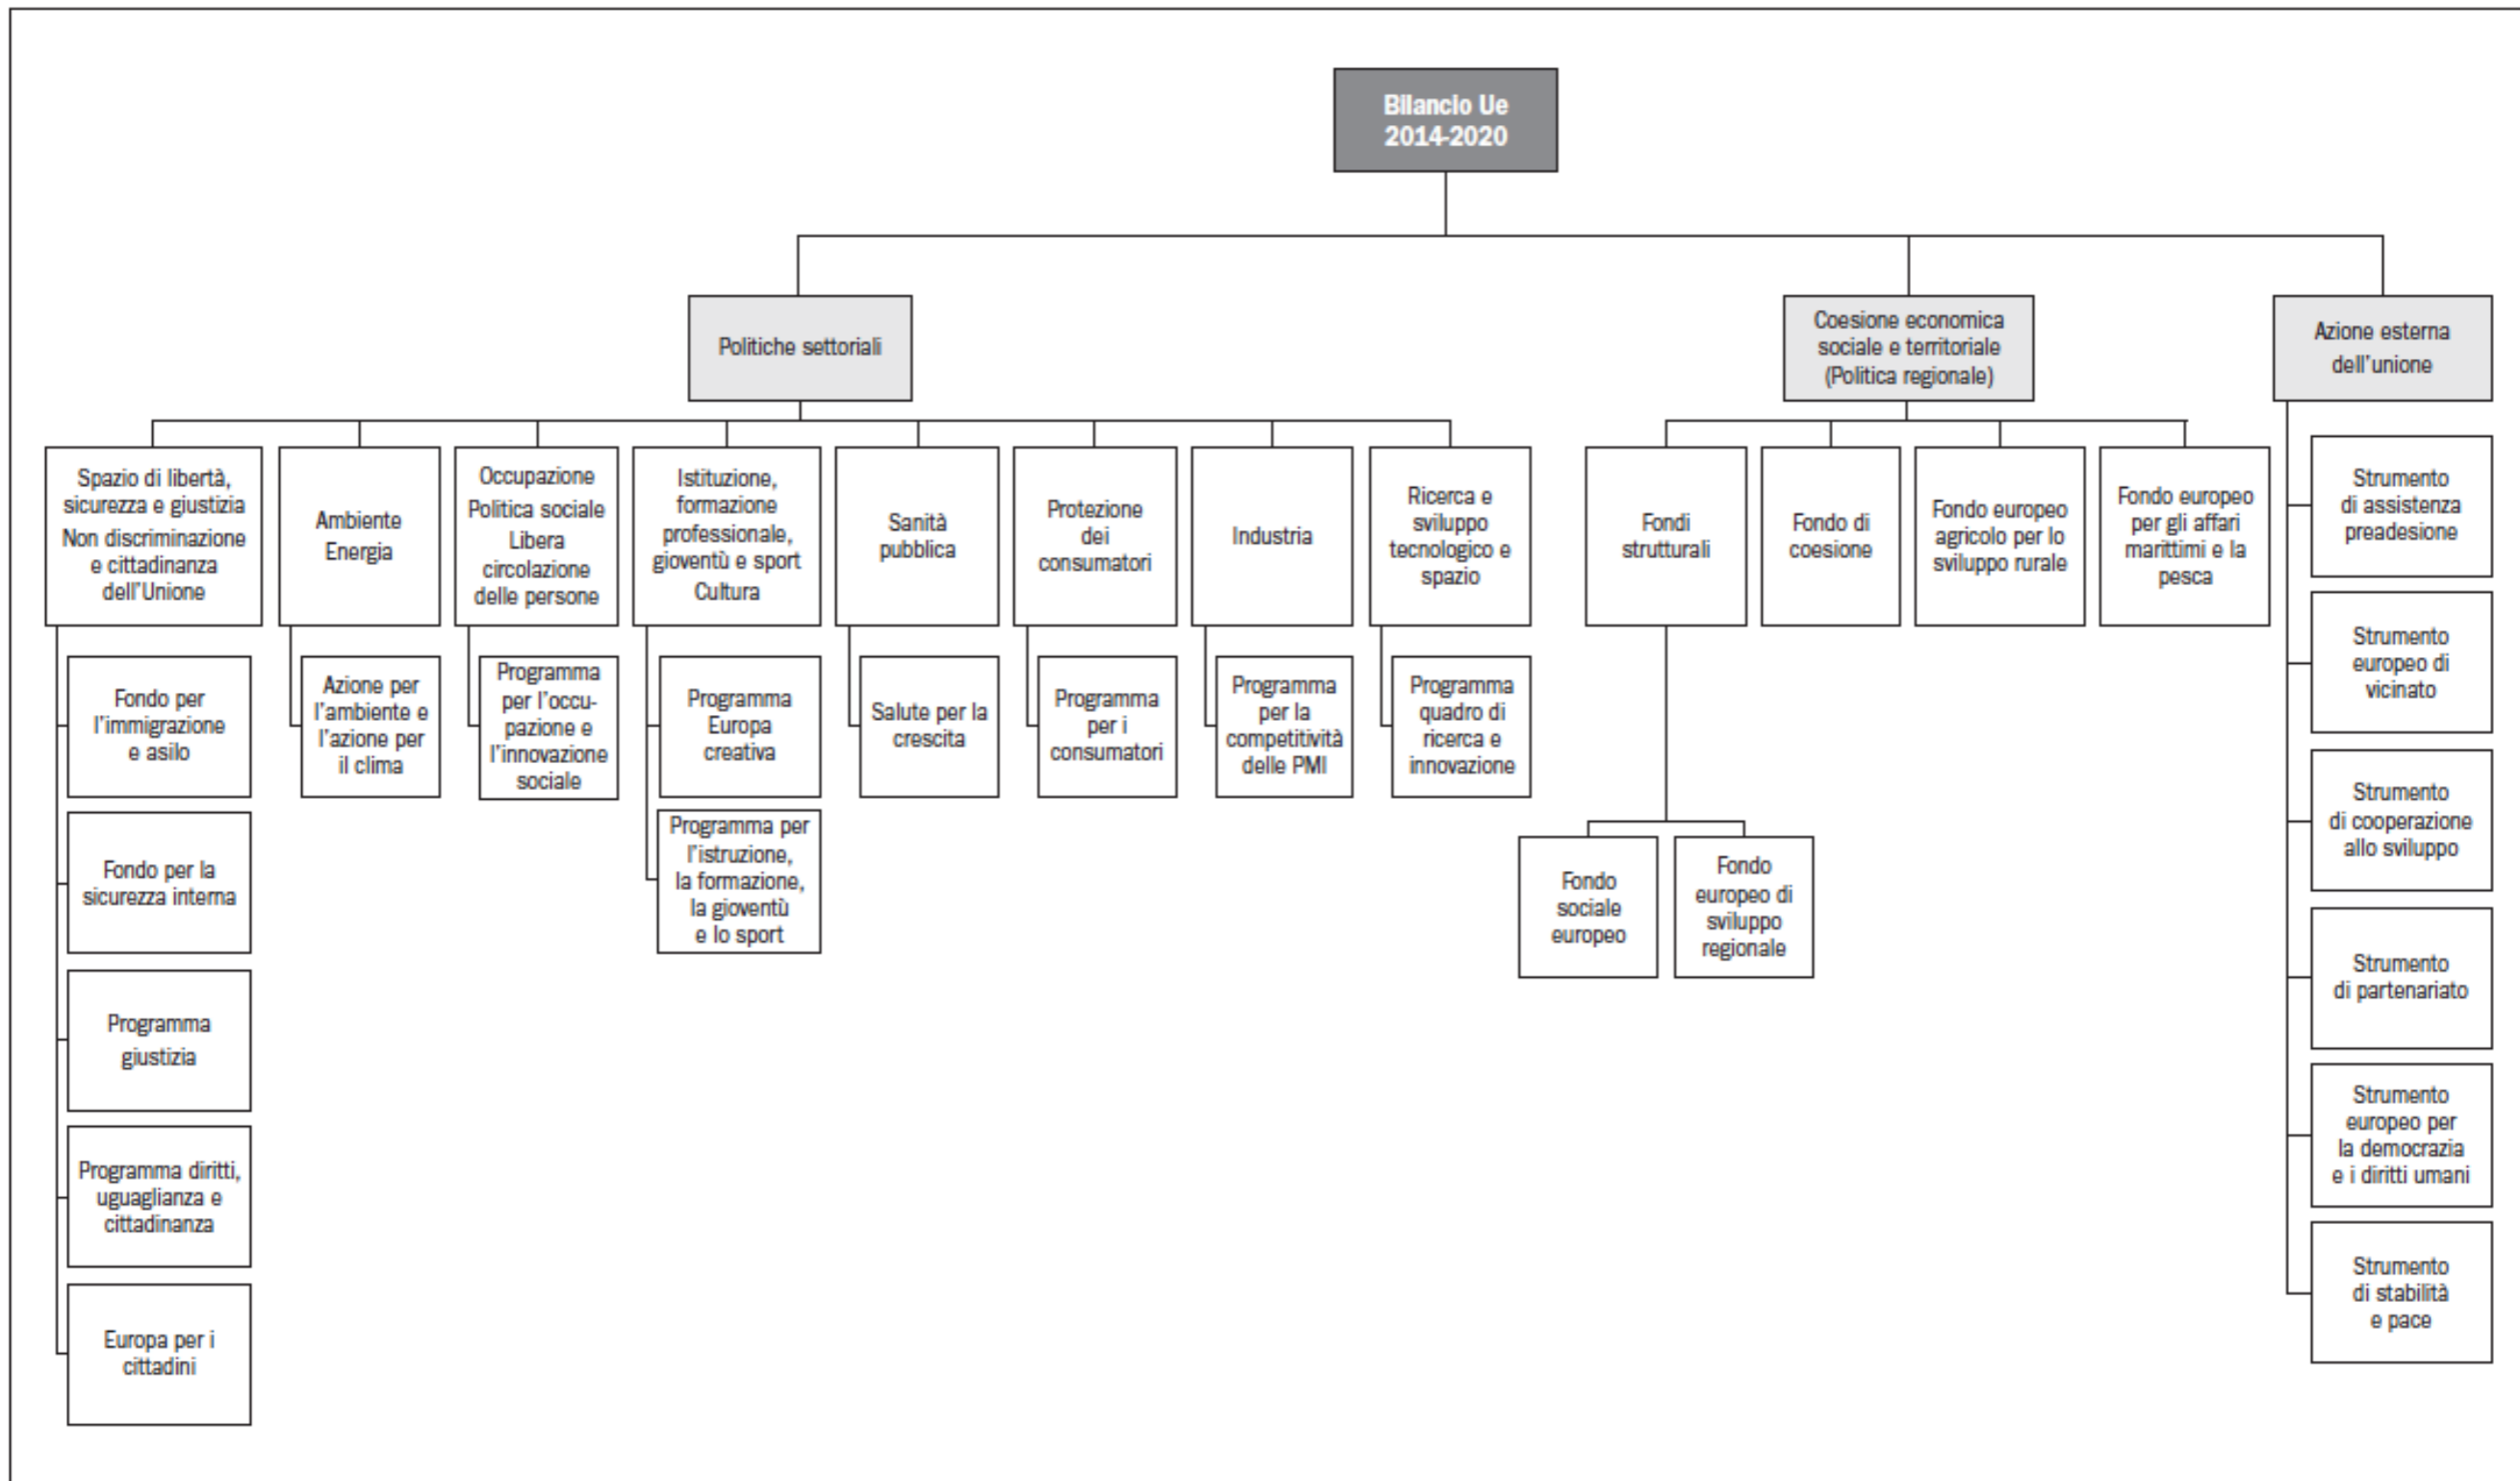 Bilancio Ue
2014-2020
Politiche settoriali
Coesione economica
sociale e territoriale
(Politica regionale)
Azione esterna
dell'unione
Spazio di libertà,
sicurezza e giustizia
Non discriminazione
e cittadinanza
dell'Unione
Ambiente
Energia
Occupazione
Politica sociale
Libera
circolazione
delle persone
Istituzione,
formazione
professionale,
gioventù e sport
Cultura
Sanità
pubblica
Protezione
dei
consumatori
Industria
Ricerca e
sviluppo
tecnologico e
spazio
Fondi
strutturali
Fondo di
coesione
Fondo europeo
agricolo per lo
sviluppo rurale
Fondo europeo
per gli affari
marittimi e la
pesca
Fondo per
l'immigrazione
e asilo
Fondo per la
sicurezza interna
Programma
giustizia
Programma diritti,
uguaglianza e
cittadinanza
Europa per i
cittadini
Azione per
l'ambiente e
l'azione per
il clima
Programma
per l'occu-
pazione e
l'innovazione
sociale
Programma
Europa
creativa
Programma per
l'istruzione,
la formazione,
la gioventù
e lo sport
Salute per la
crescita
Programma
per i
consumatori
Programma
per la
competitività
delle PMI
Programma
quadro di
ricerca e
innovazione
Fondo
sociale
europeo
Fondo
europeo di
sviluppo
regionale
Strumento
di assistenza
preadesione
Strumento
europeo di
vicinato
Strumento
di cooperazione
allo sviluppo
Strumento
di partenariato
Strumento
europeo per
la democrazia
e i diritti umani
Strumento
di stabilità
e pace